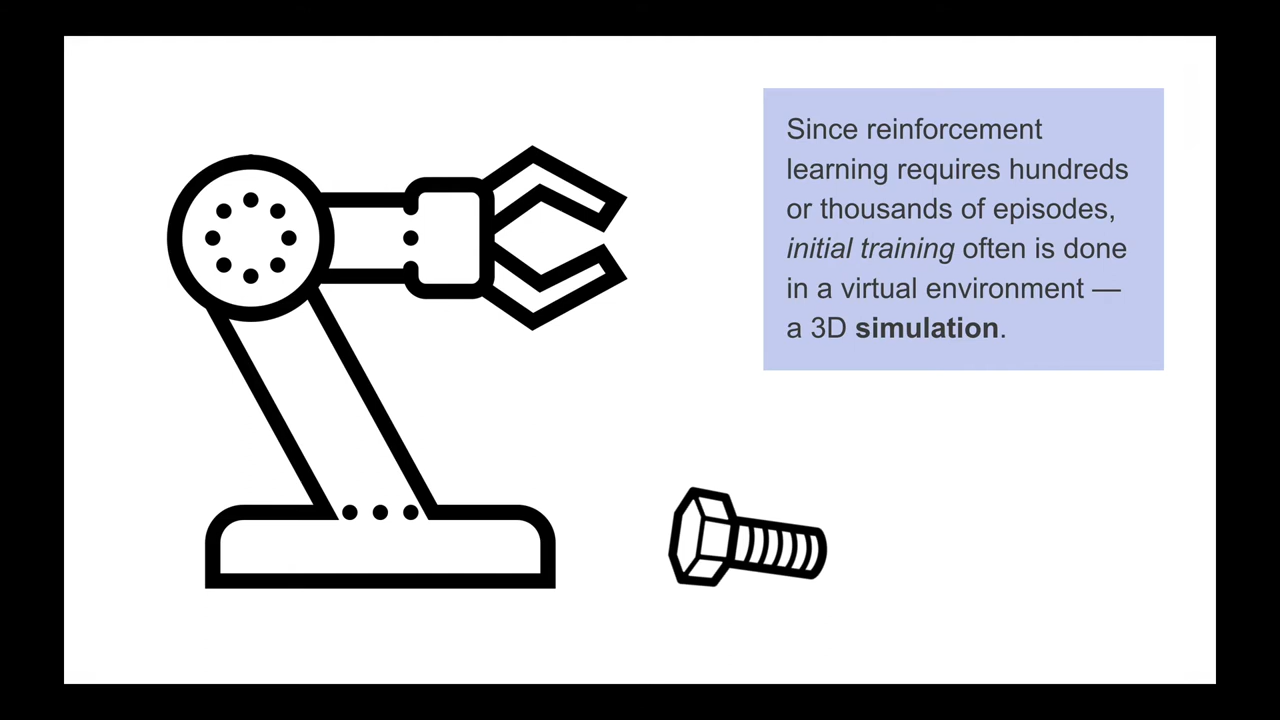 Since reinforcement
learning requires hundreds
or thousands of episodes,
initial training often is done
in a virtual environment —
a 3D simulation.